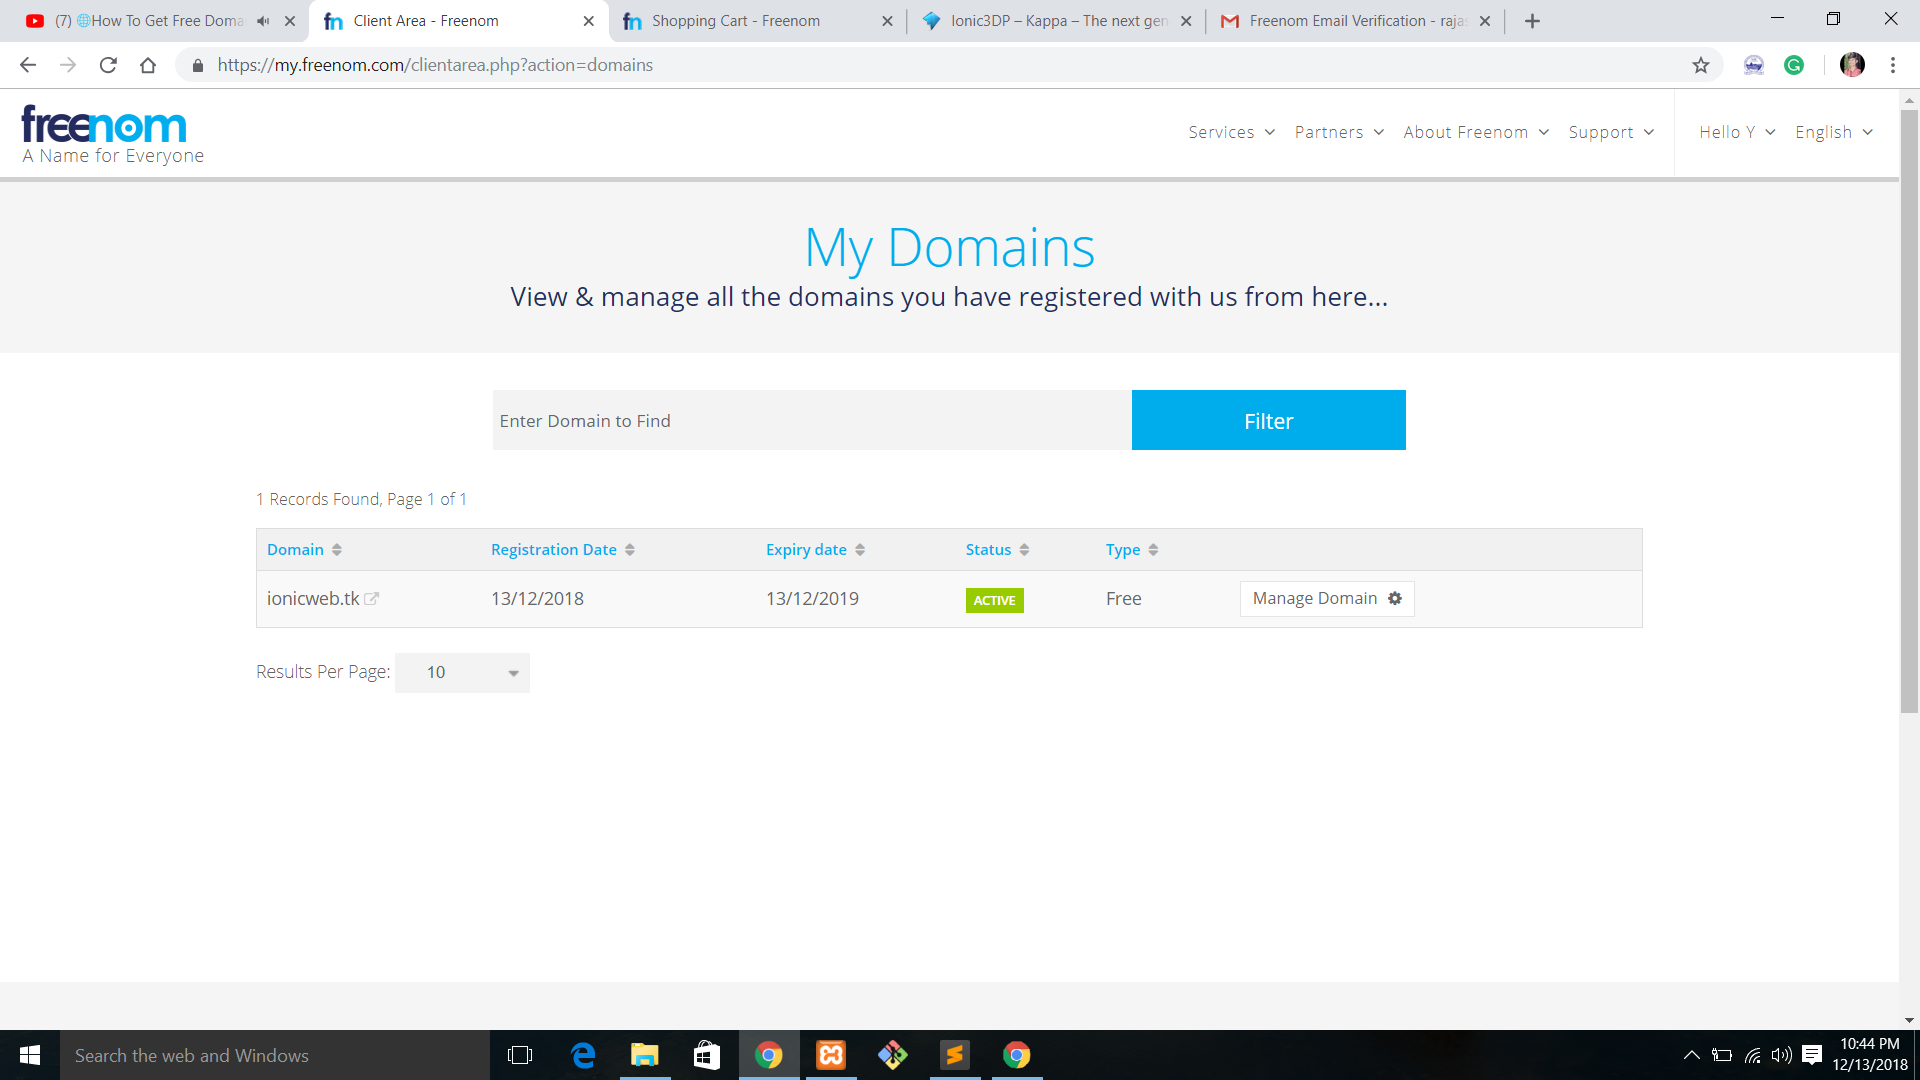 (7) 🌐How To Get Free Doma
Client Area - Freenom
Shopping Cart - Freenom
Ionic3DP – Kappa – The next gen
Freenom Email Verification - rajas
https://my.freenom.com/clientarea.php?action=domains
freenom
A Name for Everyone
Services
Partners
About Freenom
Support
Hello Y
English
My Domains
View & manage all the domains you have registered with us from here...
Enter Domain to Find
Filter
1 Records Found, Page 1 of 1
Domain Registration Date Expiry date Status Type
ionicweb.tk 13/12/2018 13/12/2019 ACTIVE Free Manage Domain
Results Per Page: 10
Search the web and Windows
10:44 PM
12/13/2018